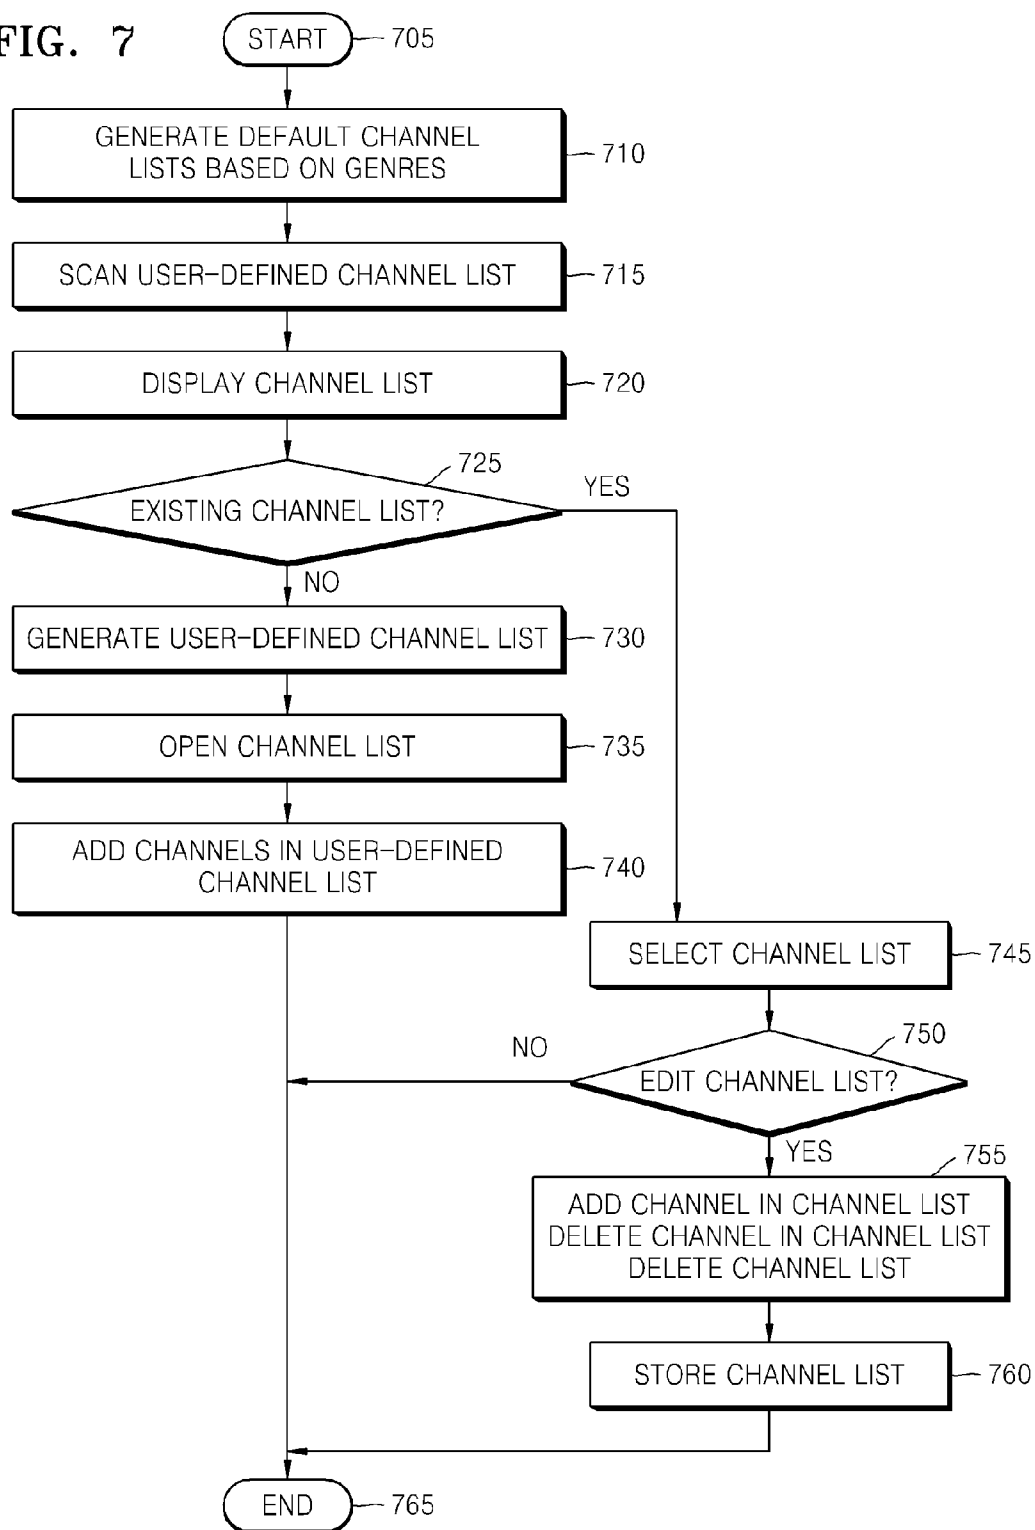 FIG. 7
START
705
GENERATE DEFAULT CHANNEL
LISTS BASED ON GENRES
710
SCAN USER-DEFINED CHANNEL LIST
715
DISPLAY CHANNEL LIST
720
725
EXISTING CHANNEL LIST?
YES
NO
GENERATE USER-DEFINED CHANNEL LIST
730
OPEN CHANNEL LIST
735
ADD CHANNELS IN USER-DEFINED
CHANNEL LIST
740
SELECT CHANNEL LIST
745
750
NO
EDIT CHANNEL LIST?
YES
755
ADD CHANNEL IN CHANNEL LIST
DELETE CHANNEL IN CHANNEL LIST
DELETE CHANNEL LIST
STORE CHANNEL LIST
760
END
765